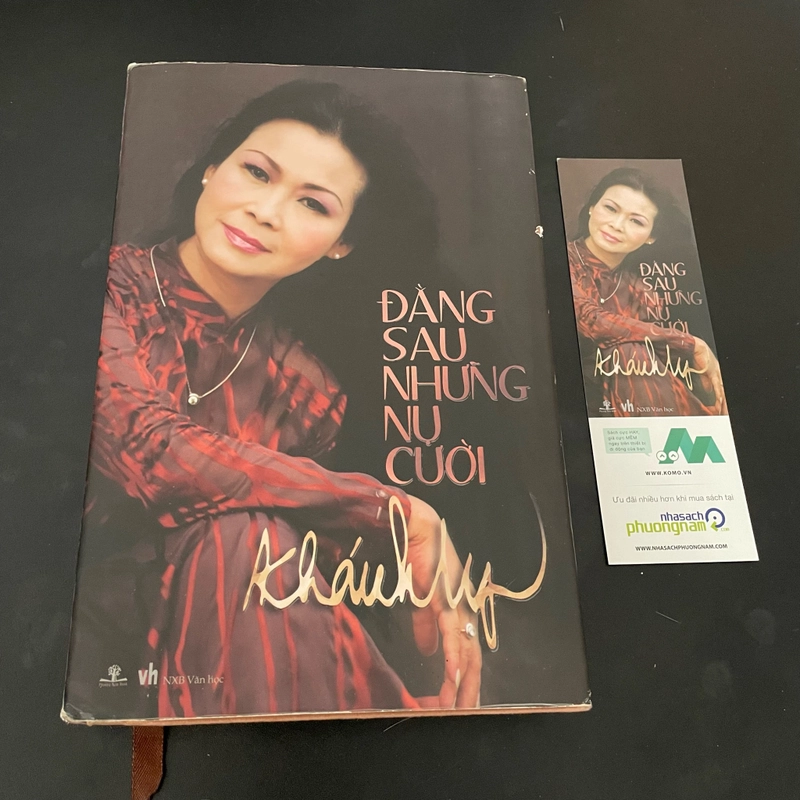 ĐẰNG
SAU
NHỮNG
NỤ
CƯỜI
Khánh Ly
vh NXB Văn học
ĐẰNG
SAU
NHỮNG
NỤ
CƯỜI
Khánh Ly
vh NXB Văn học
WWW.KOMO.VN
Ưu đãi nhiều hơn khi mua sách tại
nhasach
phuongnam
.com
WWW.NHASACHPHUONGNAM.COM